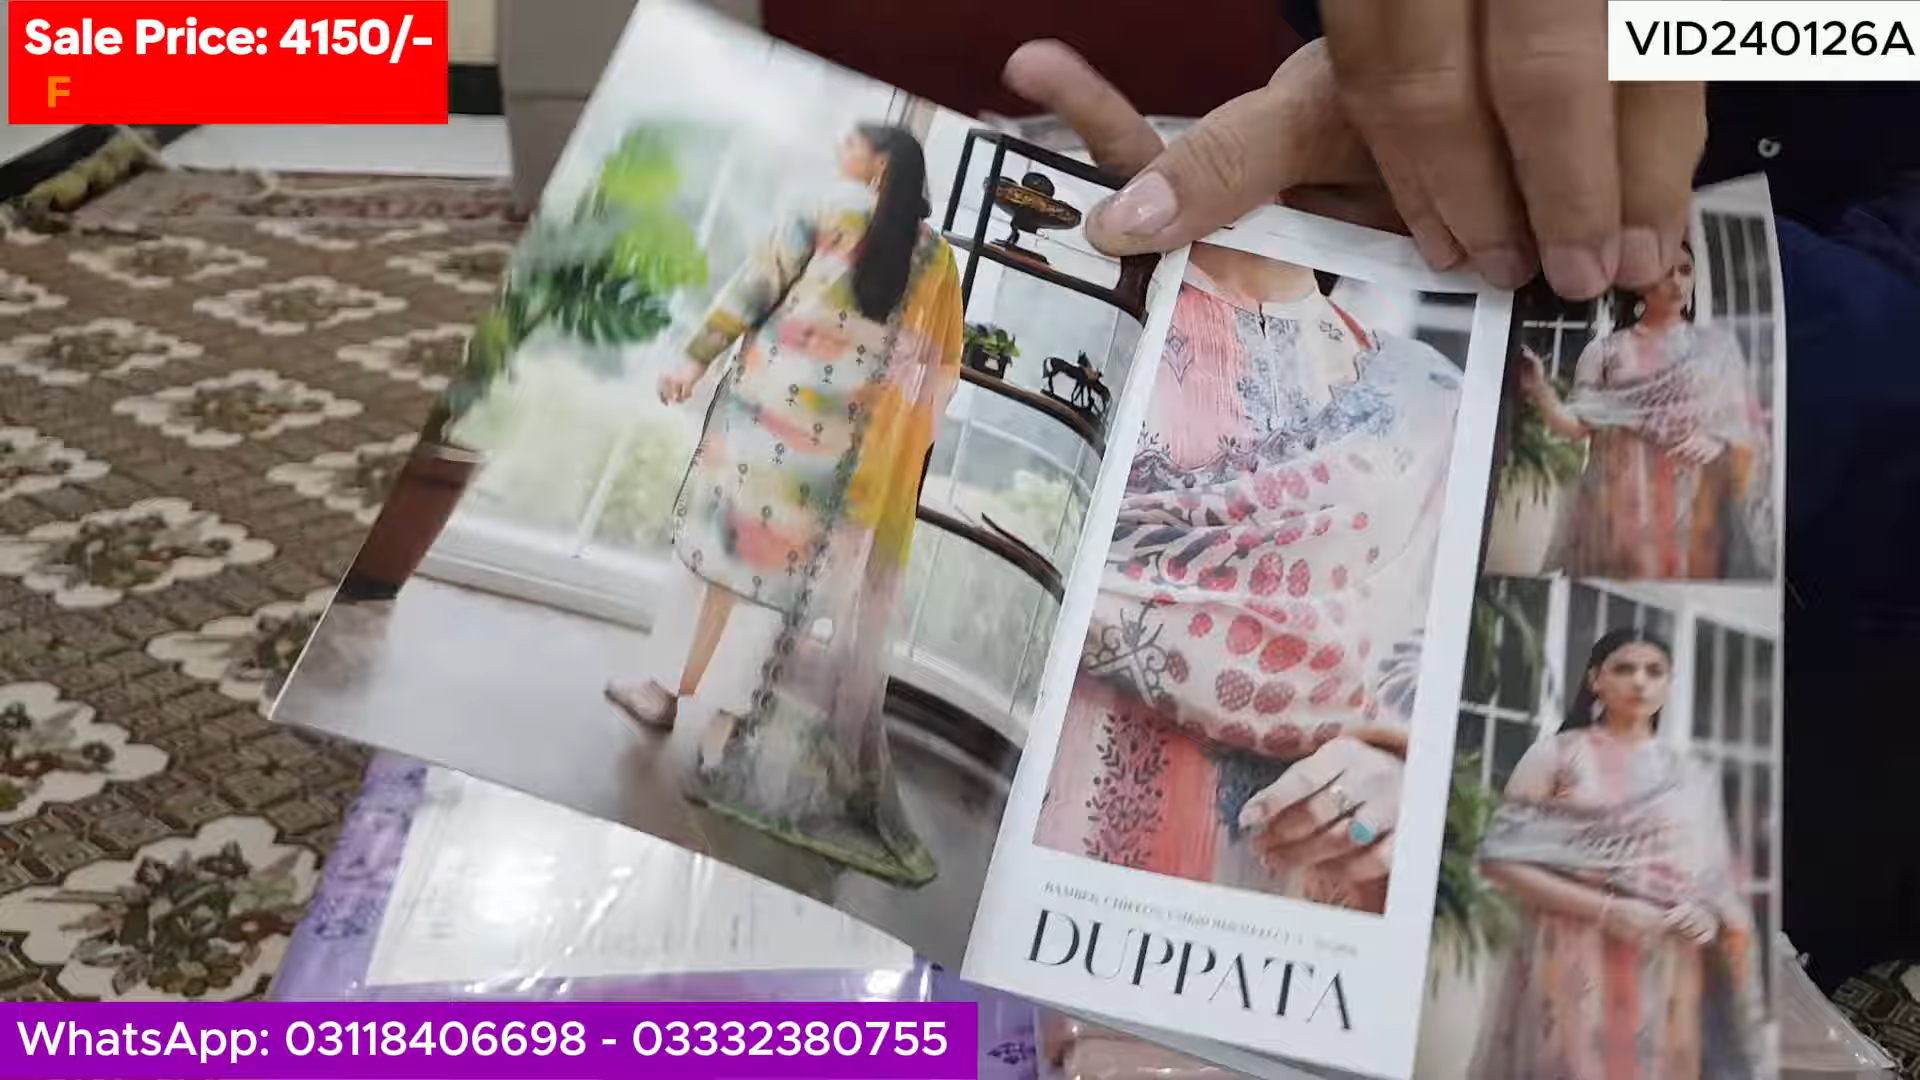 Sale Price: 4150/-
F
VID240126A
DUPPATA
WhatsApp: 03118406698 - 03332380755